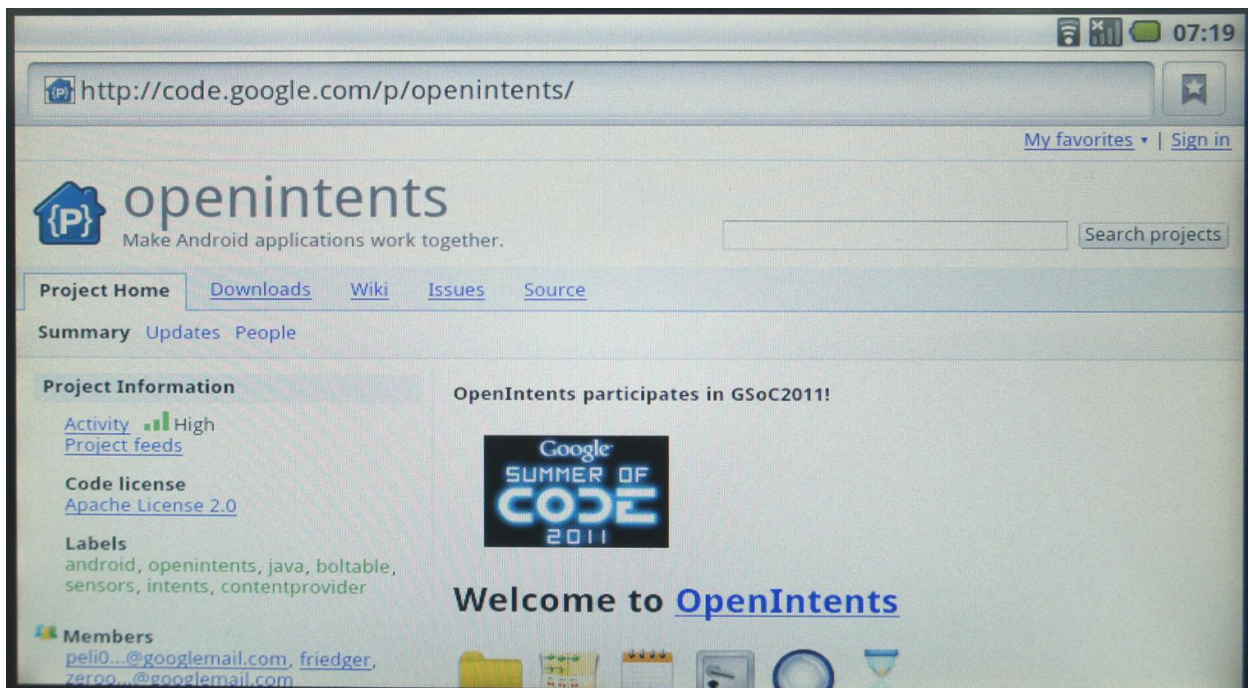 07:19
http://code.google.com/p/openintents/
My favorites ▾ | Sign in
{P} openintents
Make Android applications work together.
Search projects
Project Home Downloads Wiki Issues Source
Summary Updates People
Project Information
Activity High
Project feeds
Code license
Apache License 2.0
Labels
android, openintents, java, boltable,
sensors, intents, contentprovider
Members
peli0...@googlemail.com, friedger,
zeroo...@googlemail.com
OpenIntents participates in GSoC2011!
Google
SUMMER OF
CODE
2011
Welcome to OpenIntents